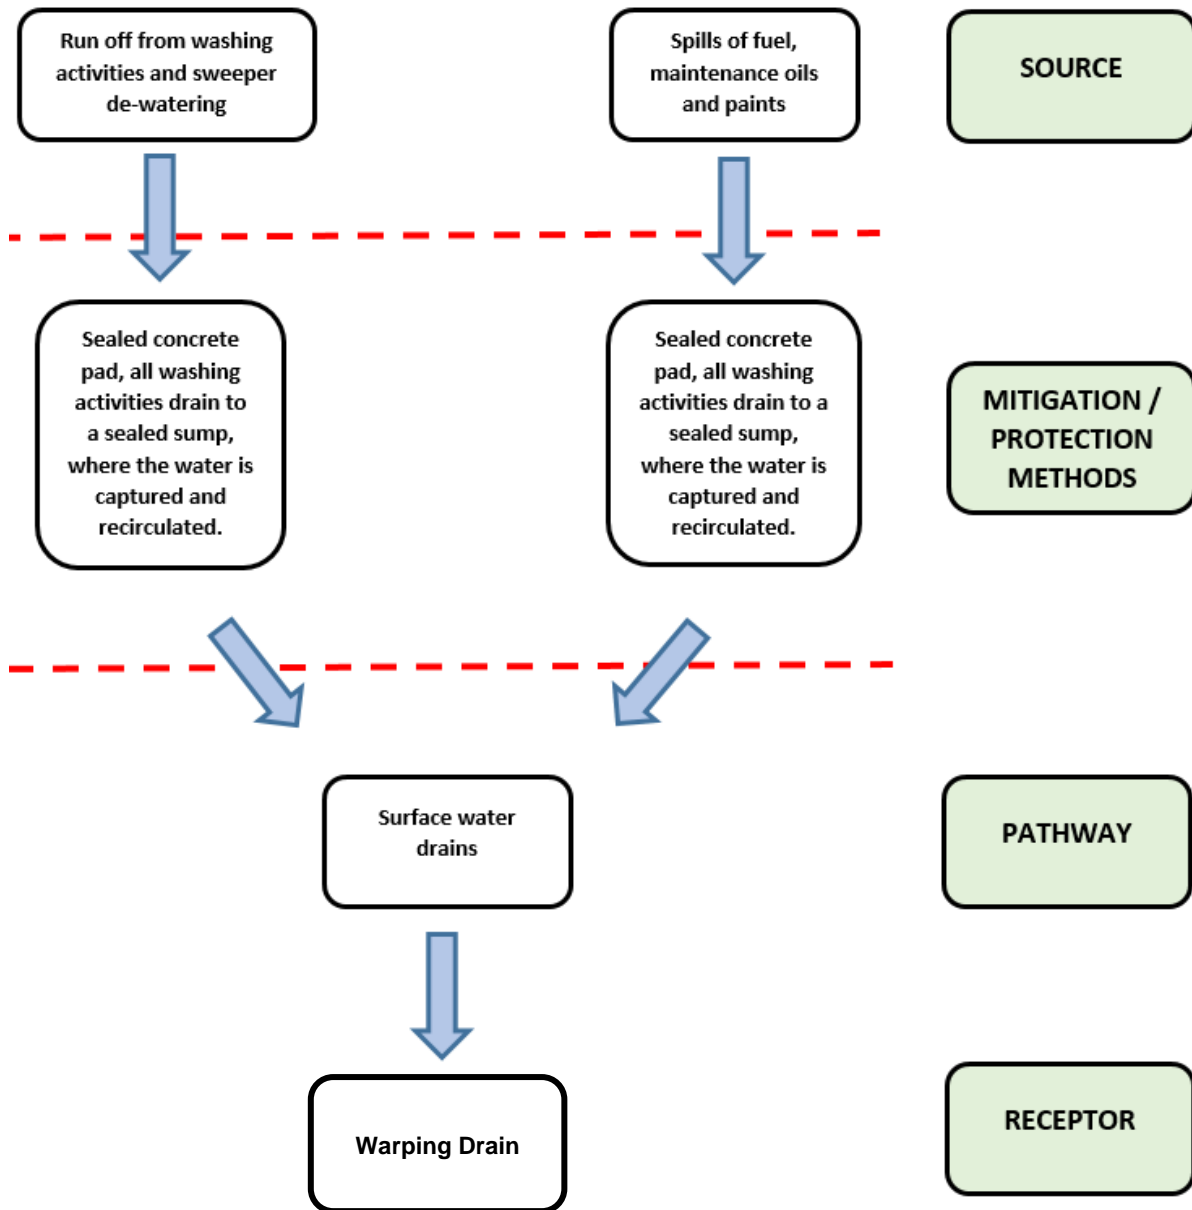 Run off from washing
activities and sweeper
de-watering
Spills of fuel,
maintenance oils
and paints
SOURCE
Sealed concrete
pad, all washing
activities drain to
a sealed sump,
where the water is
captured and
recirculated.
Sealed concrete
pad, all washing
activities drain to a
sealed sump,
where the water is
captured and
recirculated.
MITIGATION /
PROTECTION
METHODS
Surface water
drains
PATHWAY
Warping Drain
RECEPTOR